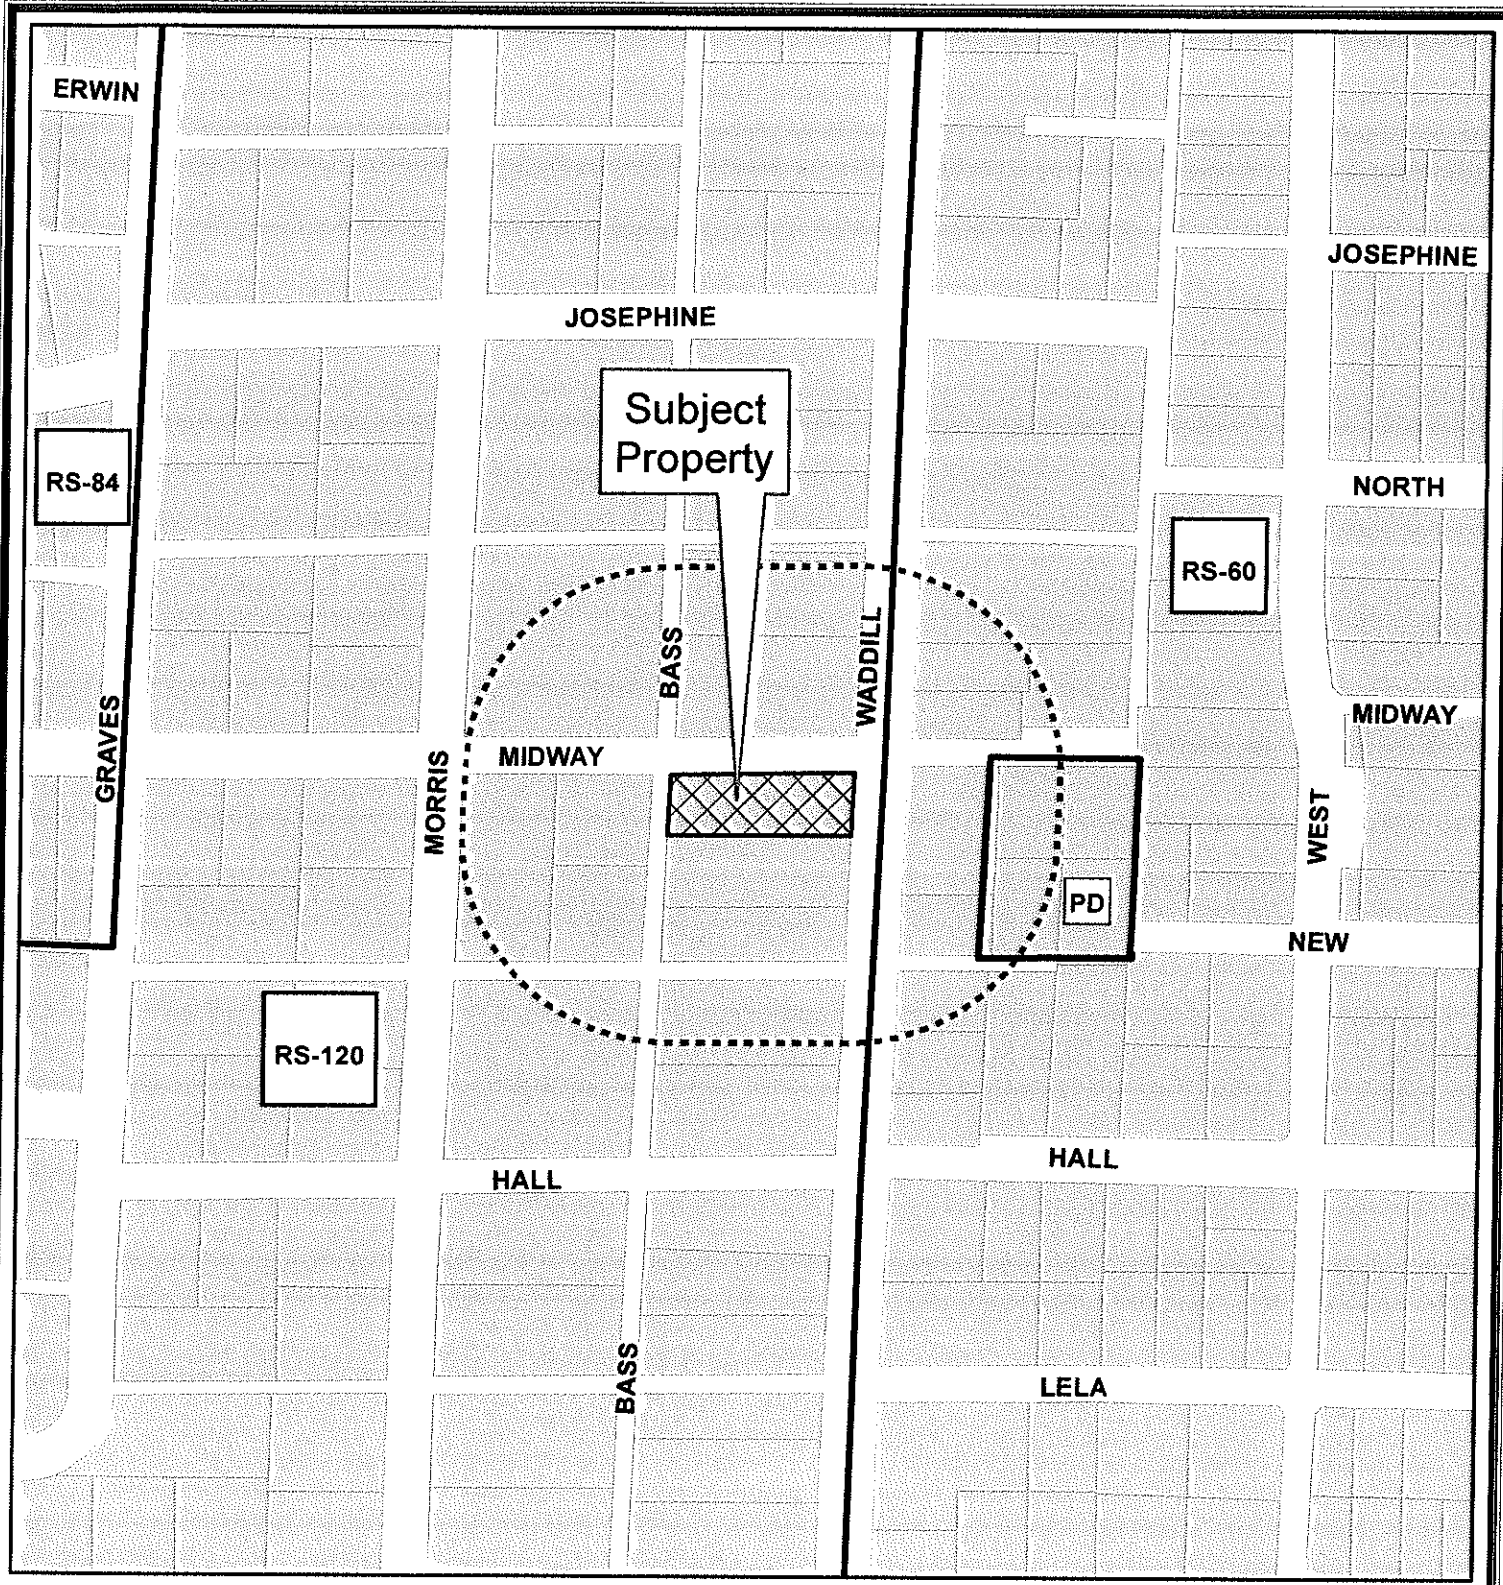 ERWIN
JOSEPHINE
JOSEPHINE
Subject
Property
RS-84
NORTH
RS-60
BASS
WADDILL
GRAVES
MIDWAY
MIDWAY
MORRIS
WEST
PD
NEW
RS-120
HALL
HALL
BASS
LELA